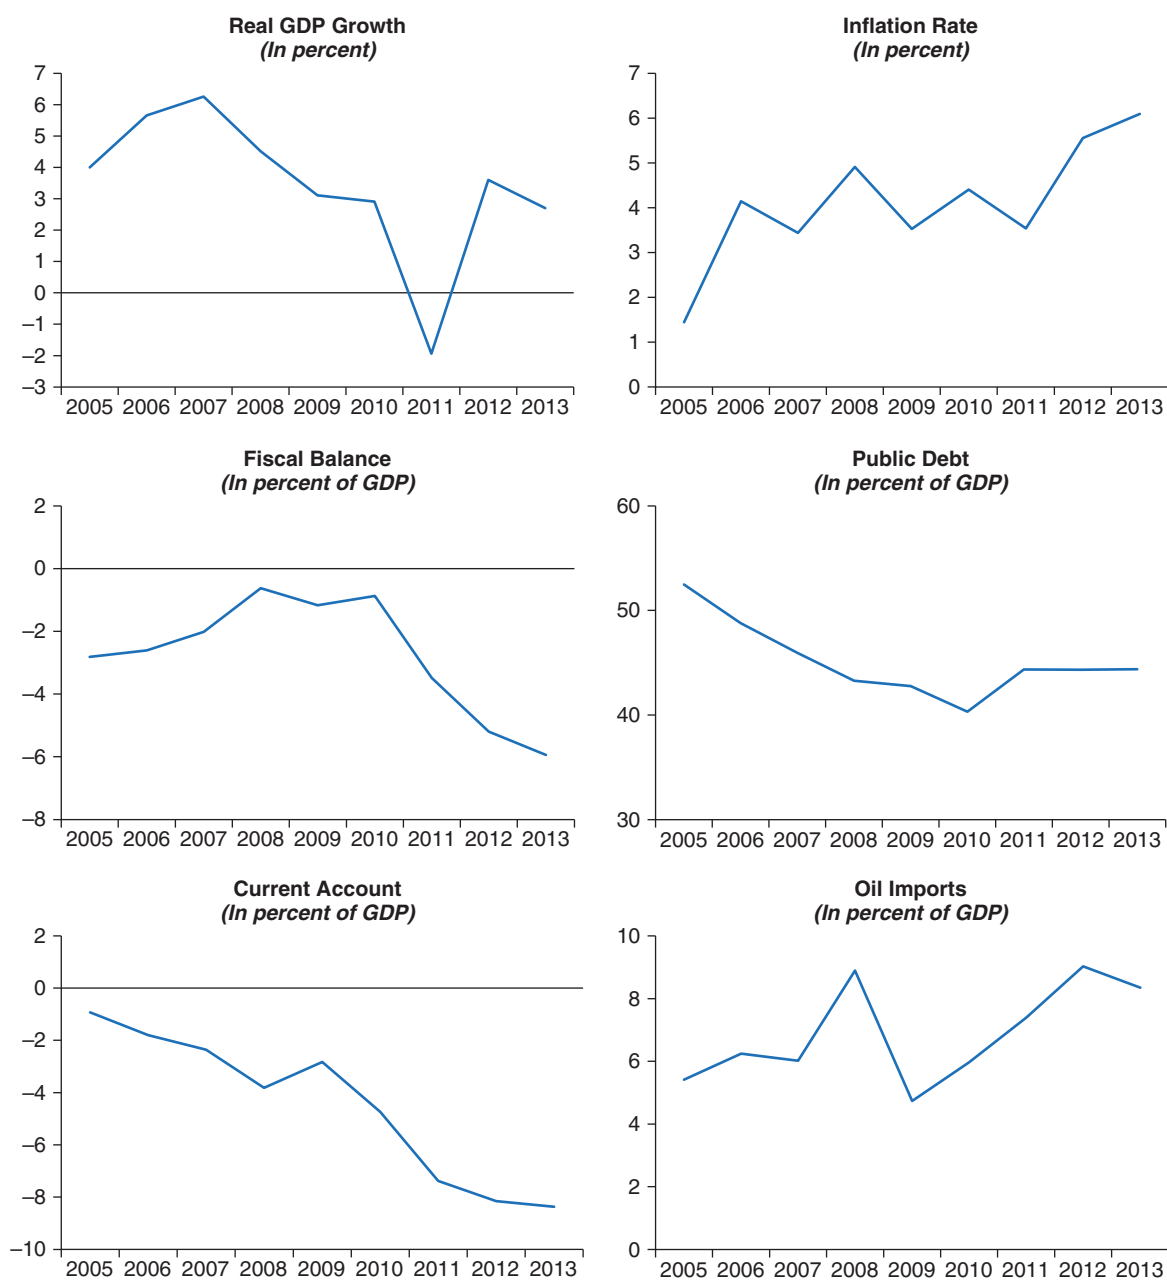 Real GDP Growth
(In percent)
7
6
5
4
3
2
1
0
–1
–2
–3
2005 2006 2007 2008 2009 2010 2011 2012 2013
Inflation Rate
(In percent)
7
6
5
4
3
2
1
0
2005 2006 2007 2008 2009 2010 2011 2012 2013
Fiscal Balance
(In percent of GDP)
2
0
–2
–4
–6
–8
2005 2006 2007 2008 2009 2010 2011 2012 2013
Public Debt
(In percent of GDP)
60
50
40
30
2005 2006 2007 2008 2009 2010 2011 2012 2013
Current Account
(In percent of GDP)
2
0
–2
–4
–6
–8
–10
2005 2006 2007 2008 2009 2010 2011 2012 2013
Oil Imports
(In percent of GDP)
10
8
6
4
2
0
2005 2006 2007 2008 2009 2010 2011 2012 2013